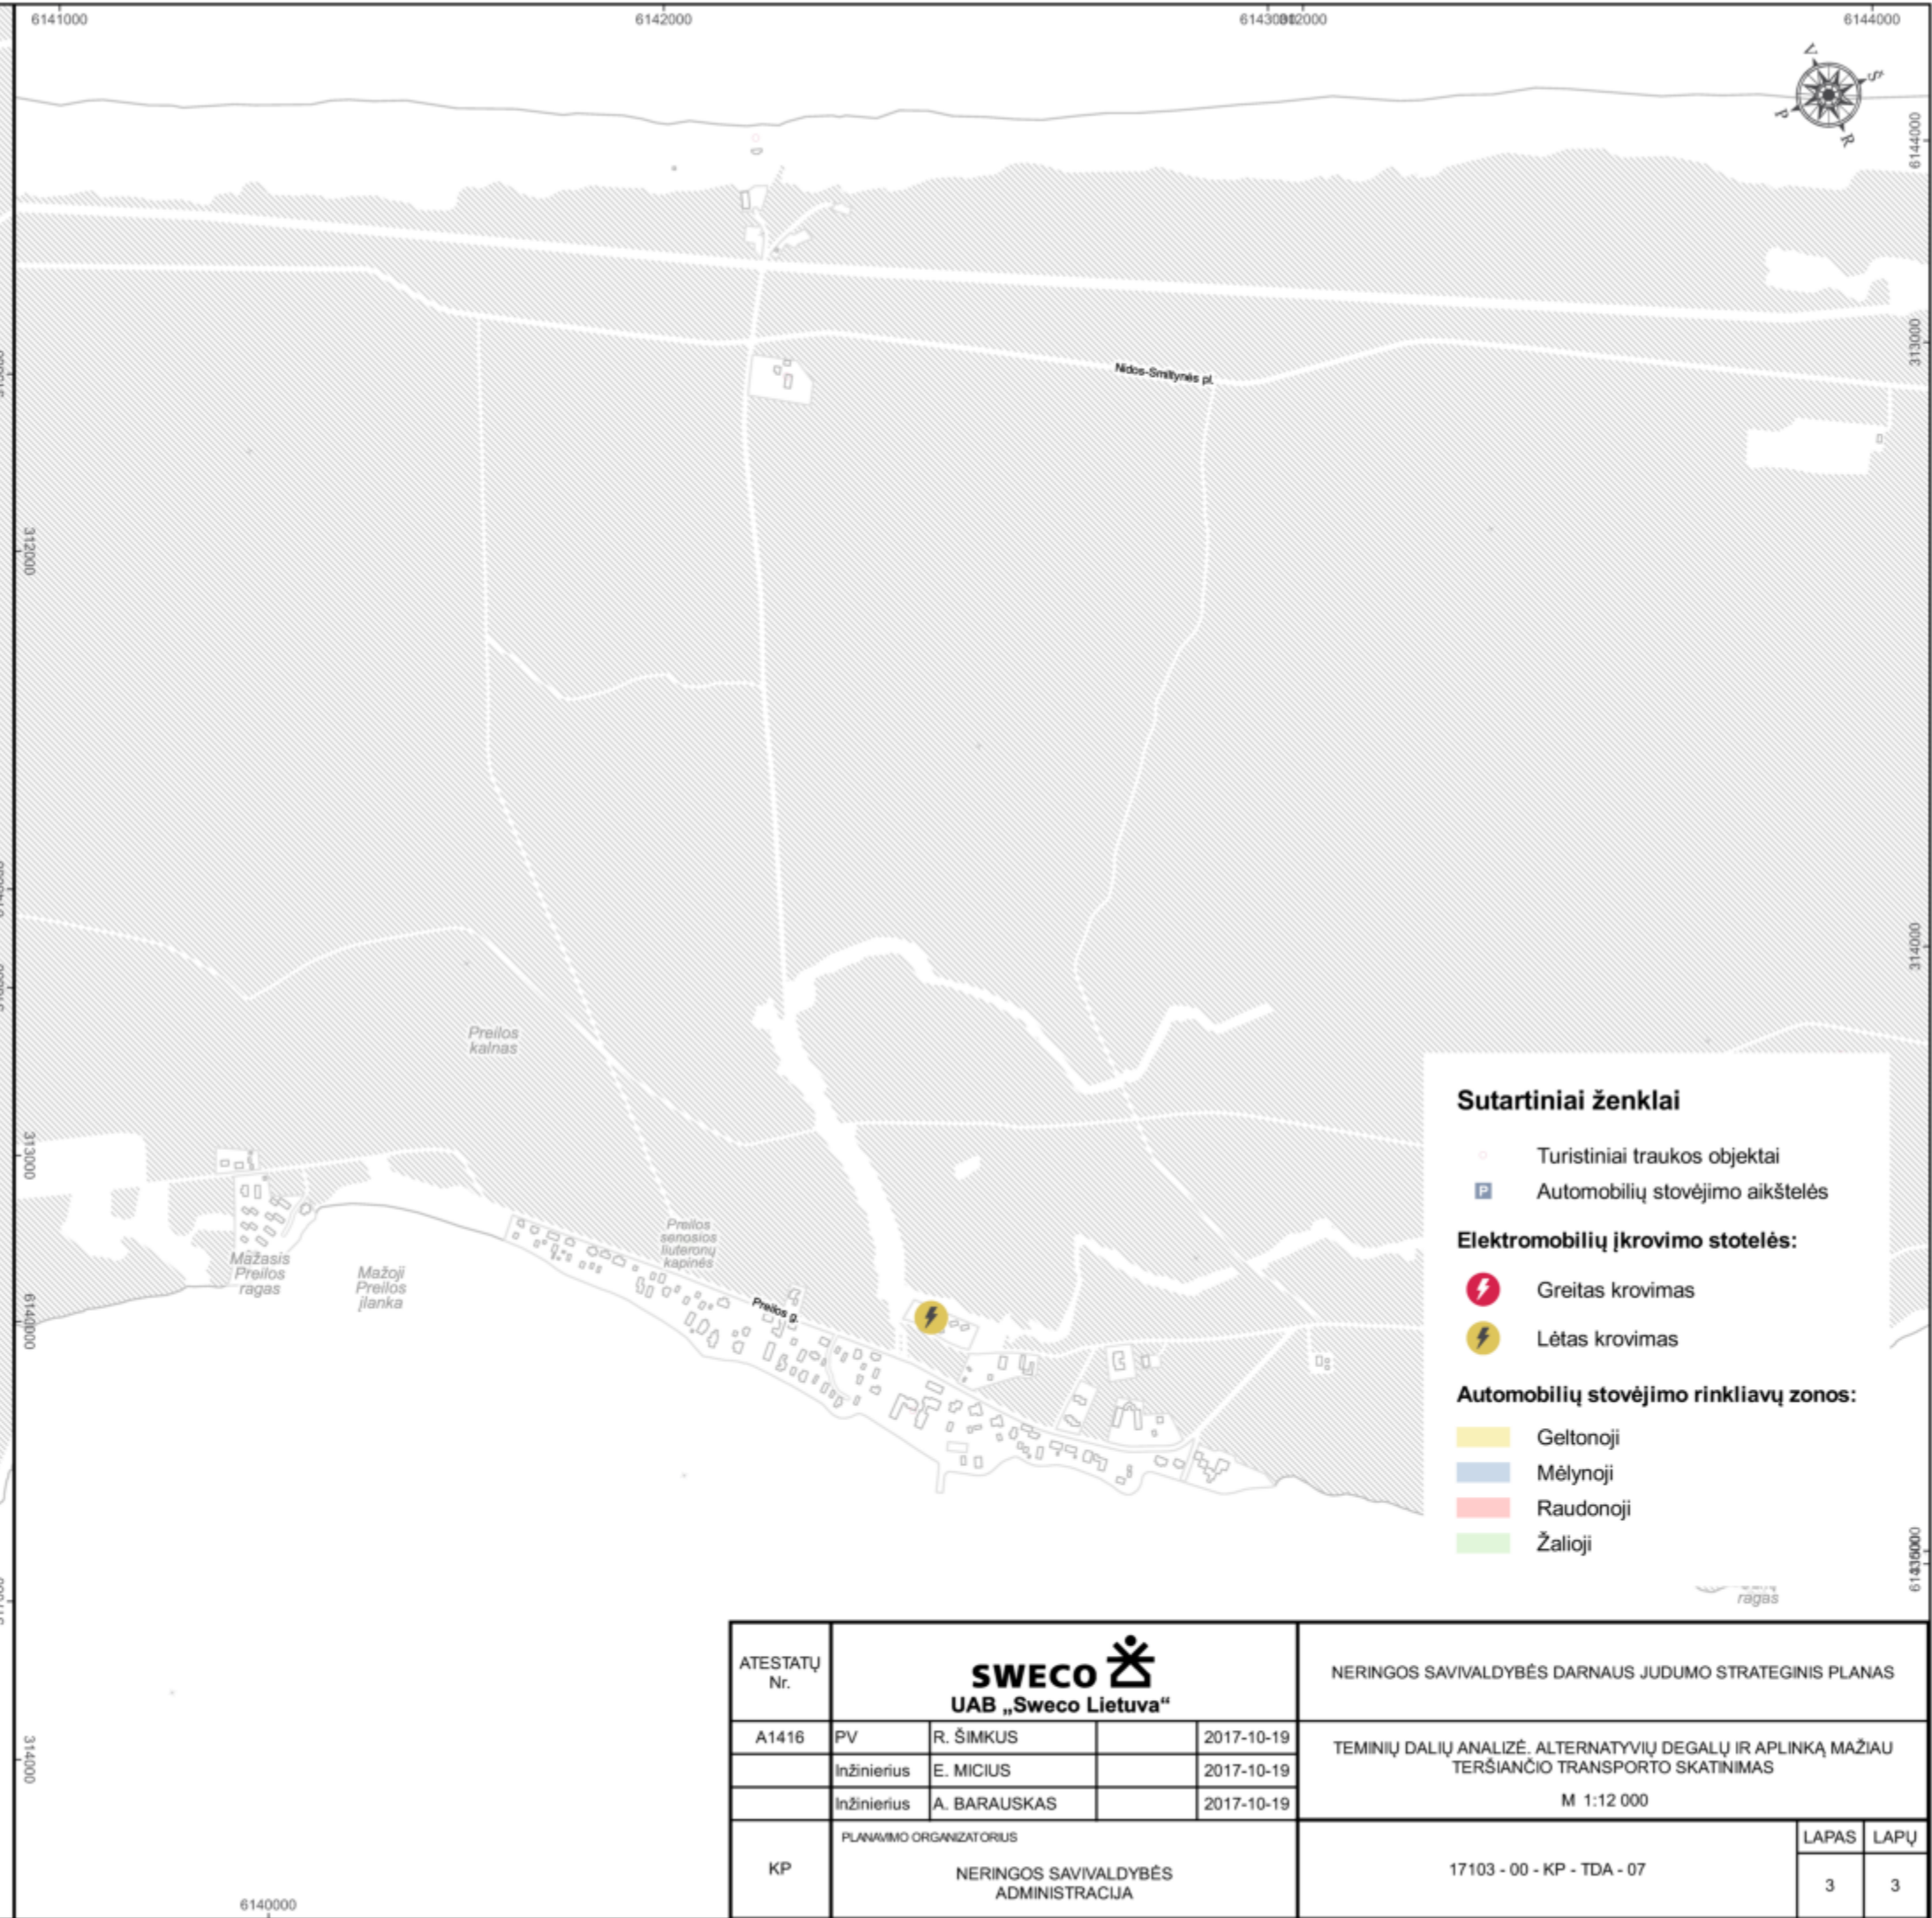 6141000
6142000
6144000
V
S
P
R
6144000
313000
Nidos-Smiltynės pl.
312000
314000
Preilos
kalnas
313000
Preilos
senosios
liuteronų
kapinės
Mažasis
Preilos
ragas
Mažoji
Preilos
įlanka
Preilos g.
6140000
Sutartiniai ženklai
Turistiniai traukos objektai
P
Automobilių stovėjimo aikštelės
Elektromobilių įkrovimo stotelės:
Greitas krovimas
Lėtas krovimas
Automobilių stovėjimo rinkliavų zonos:
Geltonoji
Mėlynoji
Raudonoji
Žalioji
ragas
314000
6140000
ATESTATŲ
Nr.
SWECO
UAB „Sweco Lietuva“
NERINGOS SAVIVALDYBĖS DARNAUS JUDUMO STRATEGINIS PLANAS
A1416 PV R. ŠIMKUS 2017-10-19
Inžinierius E. MICIUS 2017-10-19
Inžinierius A. BARAUSKAS 2017-10-19
TEMINIŲ DALIŲ ANALIZĖ. ALTERNATYVIŲ DEGALŲ IR APLINKĄ MAŽIAU
TERŠIANČIO TRANSPORTO SKATINIMAS
M 1:12 000
KP
PLANAVIMO ORGANIZATORIUS
NERINGOS SAVIVALDYBĖS
ADMINISTRACIJA
17103 - 00 - KP - TDA - 07
LAPAS LAPŲ
3 3